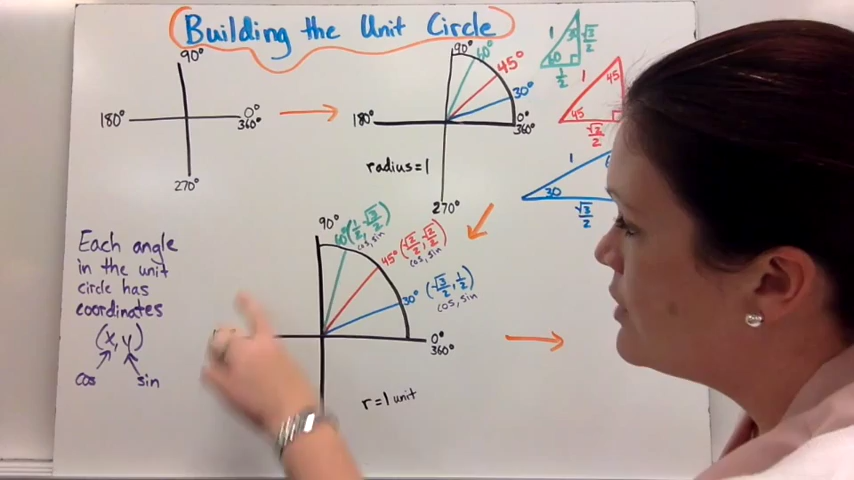 Building the Unit Circle
90°
180°
0°
360°
270°
90°
60°
45°
30°
180°
0°
360°
radius=1
270°
1
30
√3/2
60
1/2
1
45
45
√2/2
1
30
√3/2
Each angle
in the unit
circle has
coordinates
(x,y)
cos sin
90°
60° (1/2, √3/2)
cos, sin
45° (√2/2, √2/2)
cos, sin
30° (√3/2, 1/2)
cos, sin
0°
360°
r=1 unit